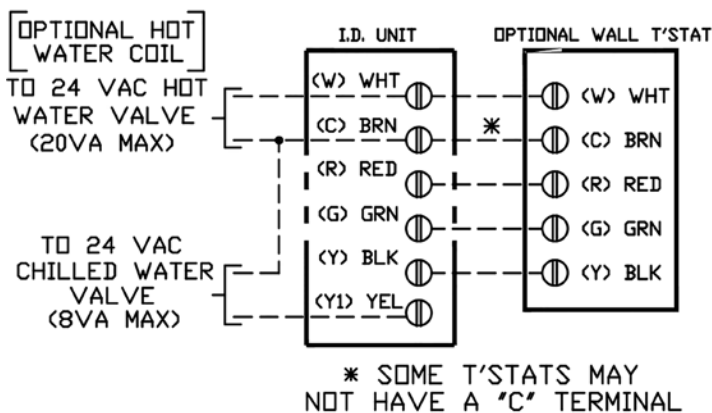 OPTIONAL HOT
WATER COIL
TO 24 VAC HOT
WATER VALVE
(20VA MAX)
TO 24 VAC
CHILLED WATER
VALVE
(8VA MAX)
I.D. UNIT
(W) WHT
(C) BRN
(R) RED
(G) GRN
(Y) BLK
(Y1) YEL
*
OPTIONAL WALL T'STAT
(W) WHT
(C) BRN
(R) RED
(G) GRN
(Y) BLK
* SOME T'STATS MAY
NOT HAVE A "C" TERMINAL